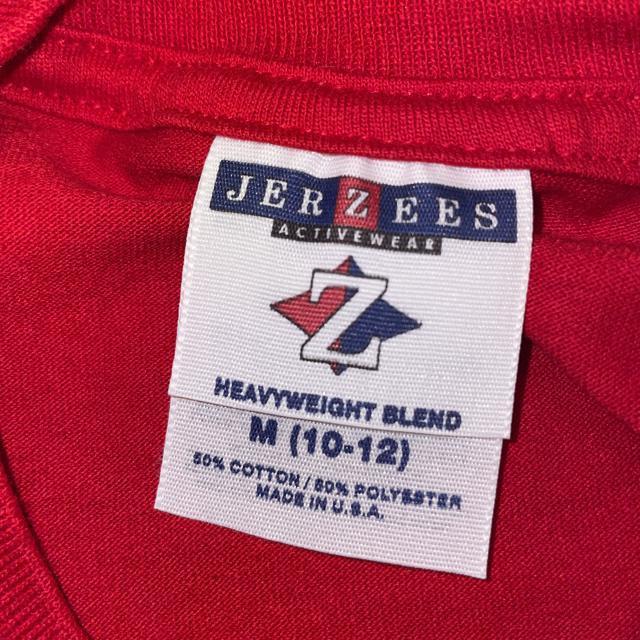 JERZEES
ACTIVEWEAR
Z
HEAVYWEIGHT BLEND
M (10-12)
50% COTTON / 50% POLYESTER
MADE IN U.S.A.